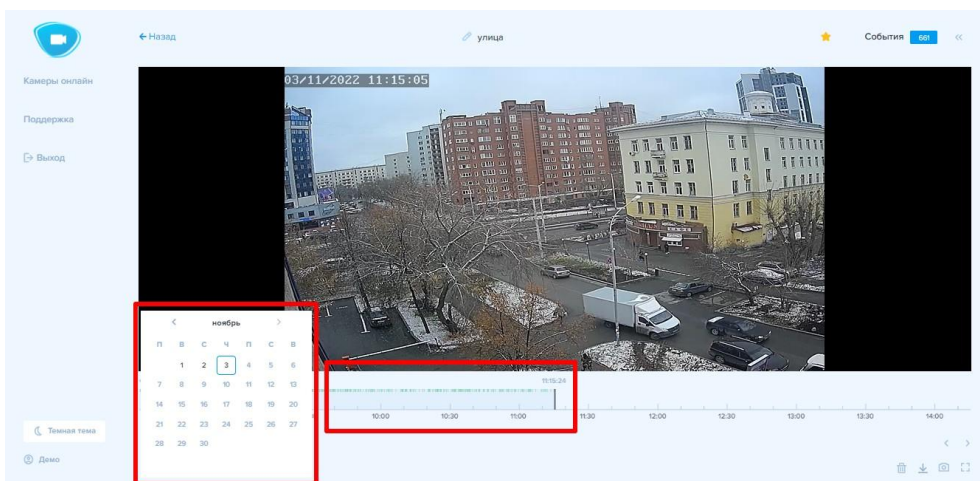 Назад
улица
События 661
Камеры онлайн
Поддержка
Выход
03/11/2022 11:15:05
ноябрь
П В С Ч П С В
1 2 3 4 5 6
7 8 9 10 11 12 13
14 15 16 17 18 19 20
21 22 23 24 25 26 27
28 29 30
11:15:24
10:00 10:30 11:00 11:30 12:00 12:30 13:00 13:30 14:00
Темная тема
Демо